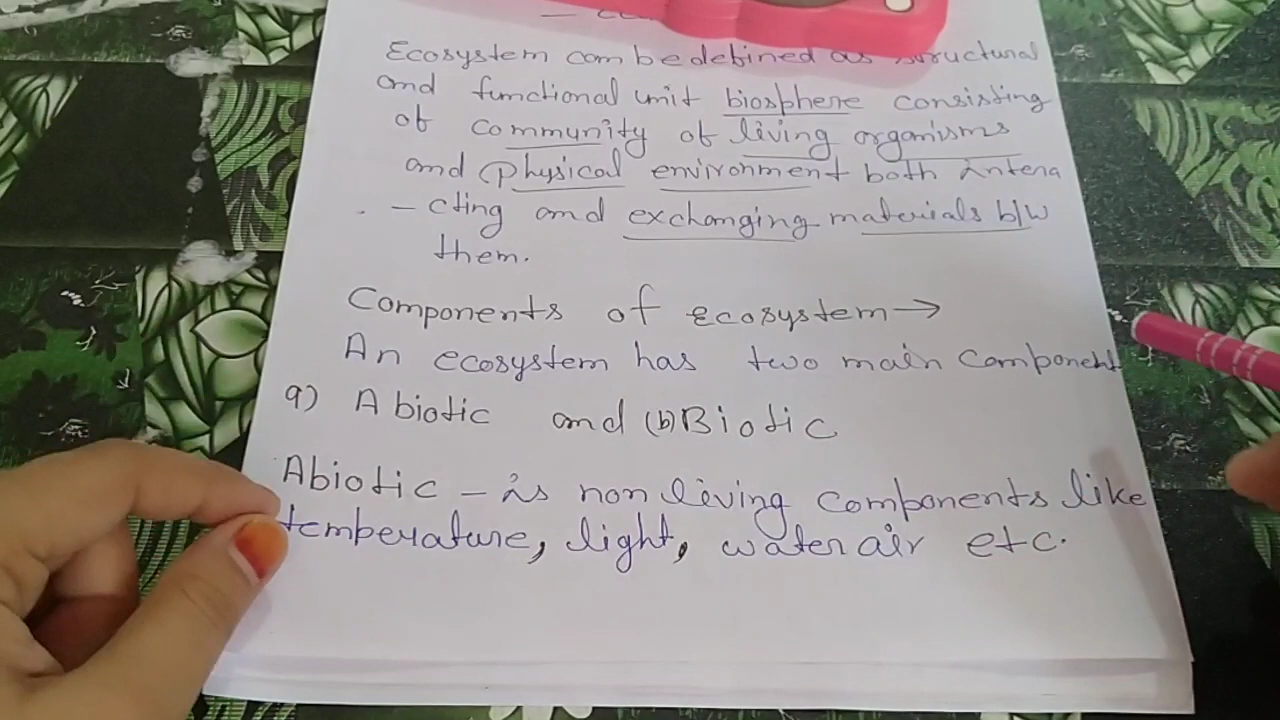 Ecosystem can be defined as structural
and functional unit biosphere consisting
of community of living organisms
and physical environment both intera
- cting and exchanging materials b/w
them.
Components of ecosystem →
An ecosystem has two main component
a) Abiotic and (b) Biotic
Abiotic - is non living components like
temperature, light, water air etc.